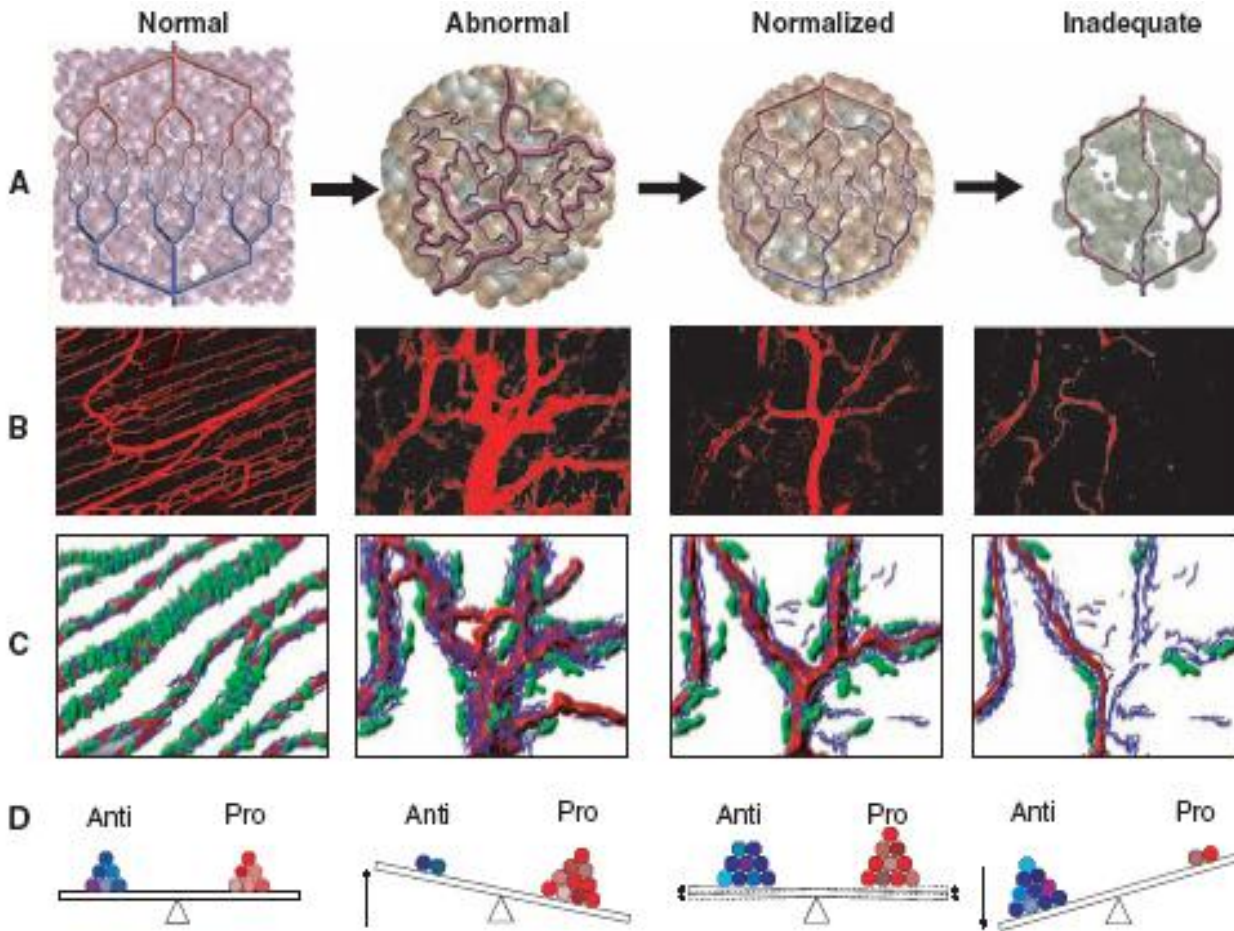 Normal Abnormal Normalized Inadequate
A
B
C
D
Anti Pro Anti Pro Anti Pro Anti Pro